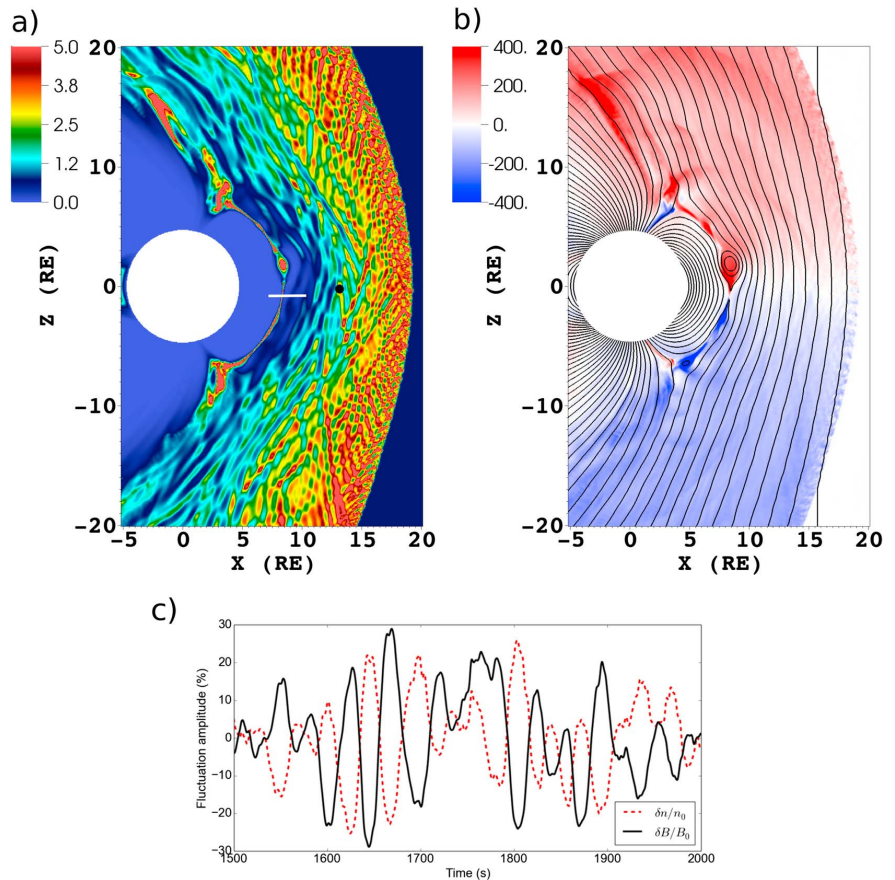 a)
b)
5.0
3.8
2.5
1.2
0.0
20
10
0
-10
-20
Z (RE)
-5 0 5 10 15 20
X (RE)
400.
200.
0.
-200.
-400.
20
10
0
-10
-20
Z (RE)
-5 0 5 10 15 20
X (RE)
c)
30
20
10
0
-10
-20
-30
Fluctuation amplitude (%)
1500 1600 1700 1800 1900 2000
Time (s)
δn/n₀
δB/B₀